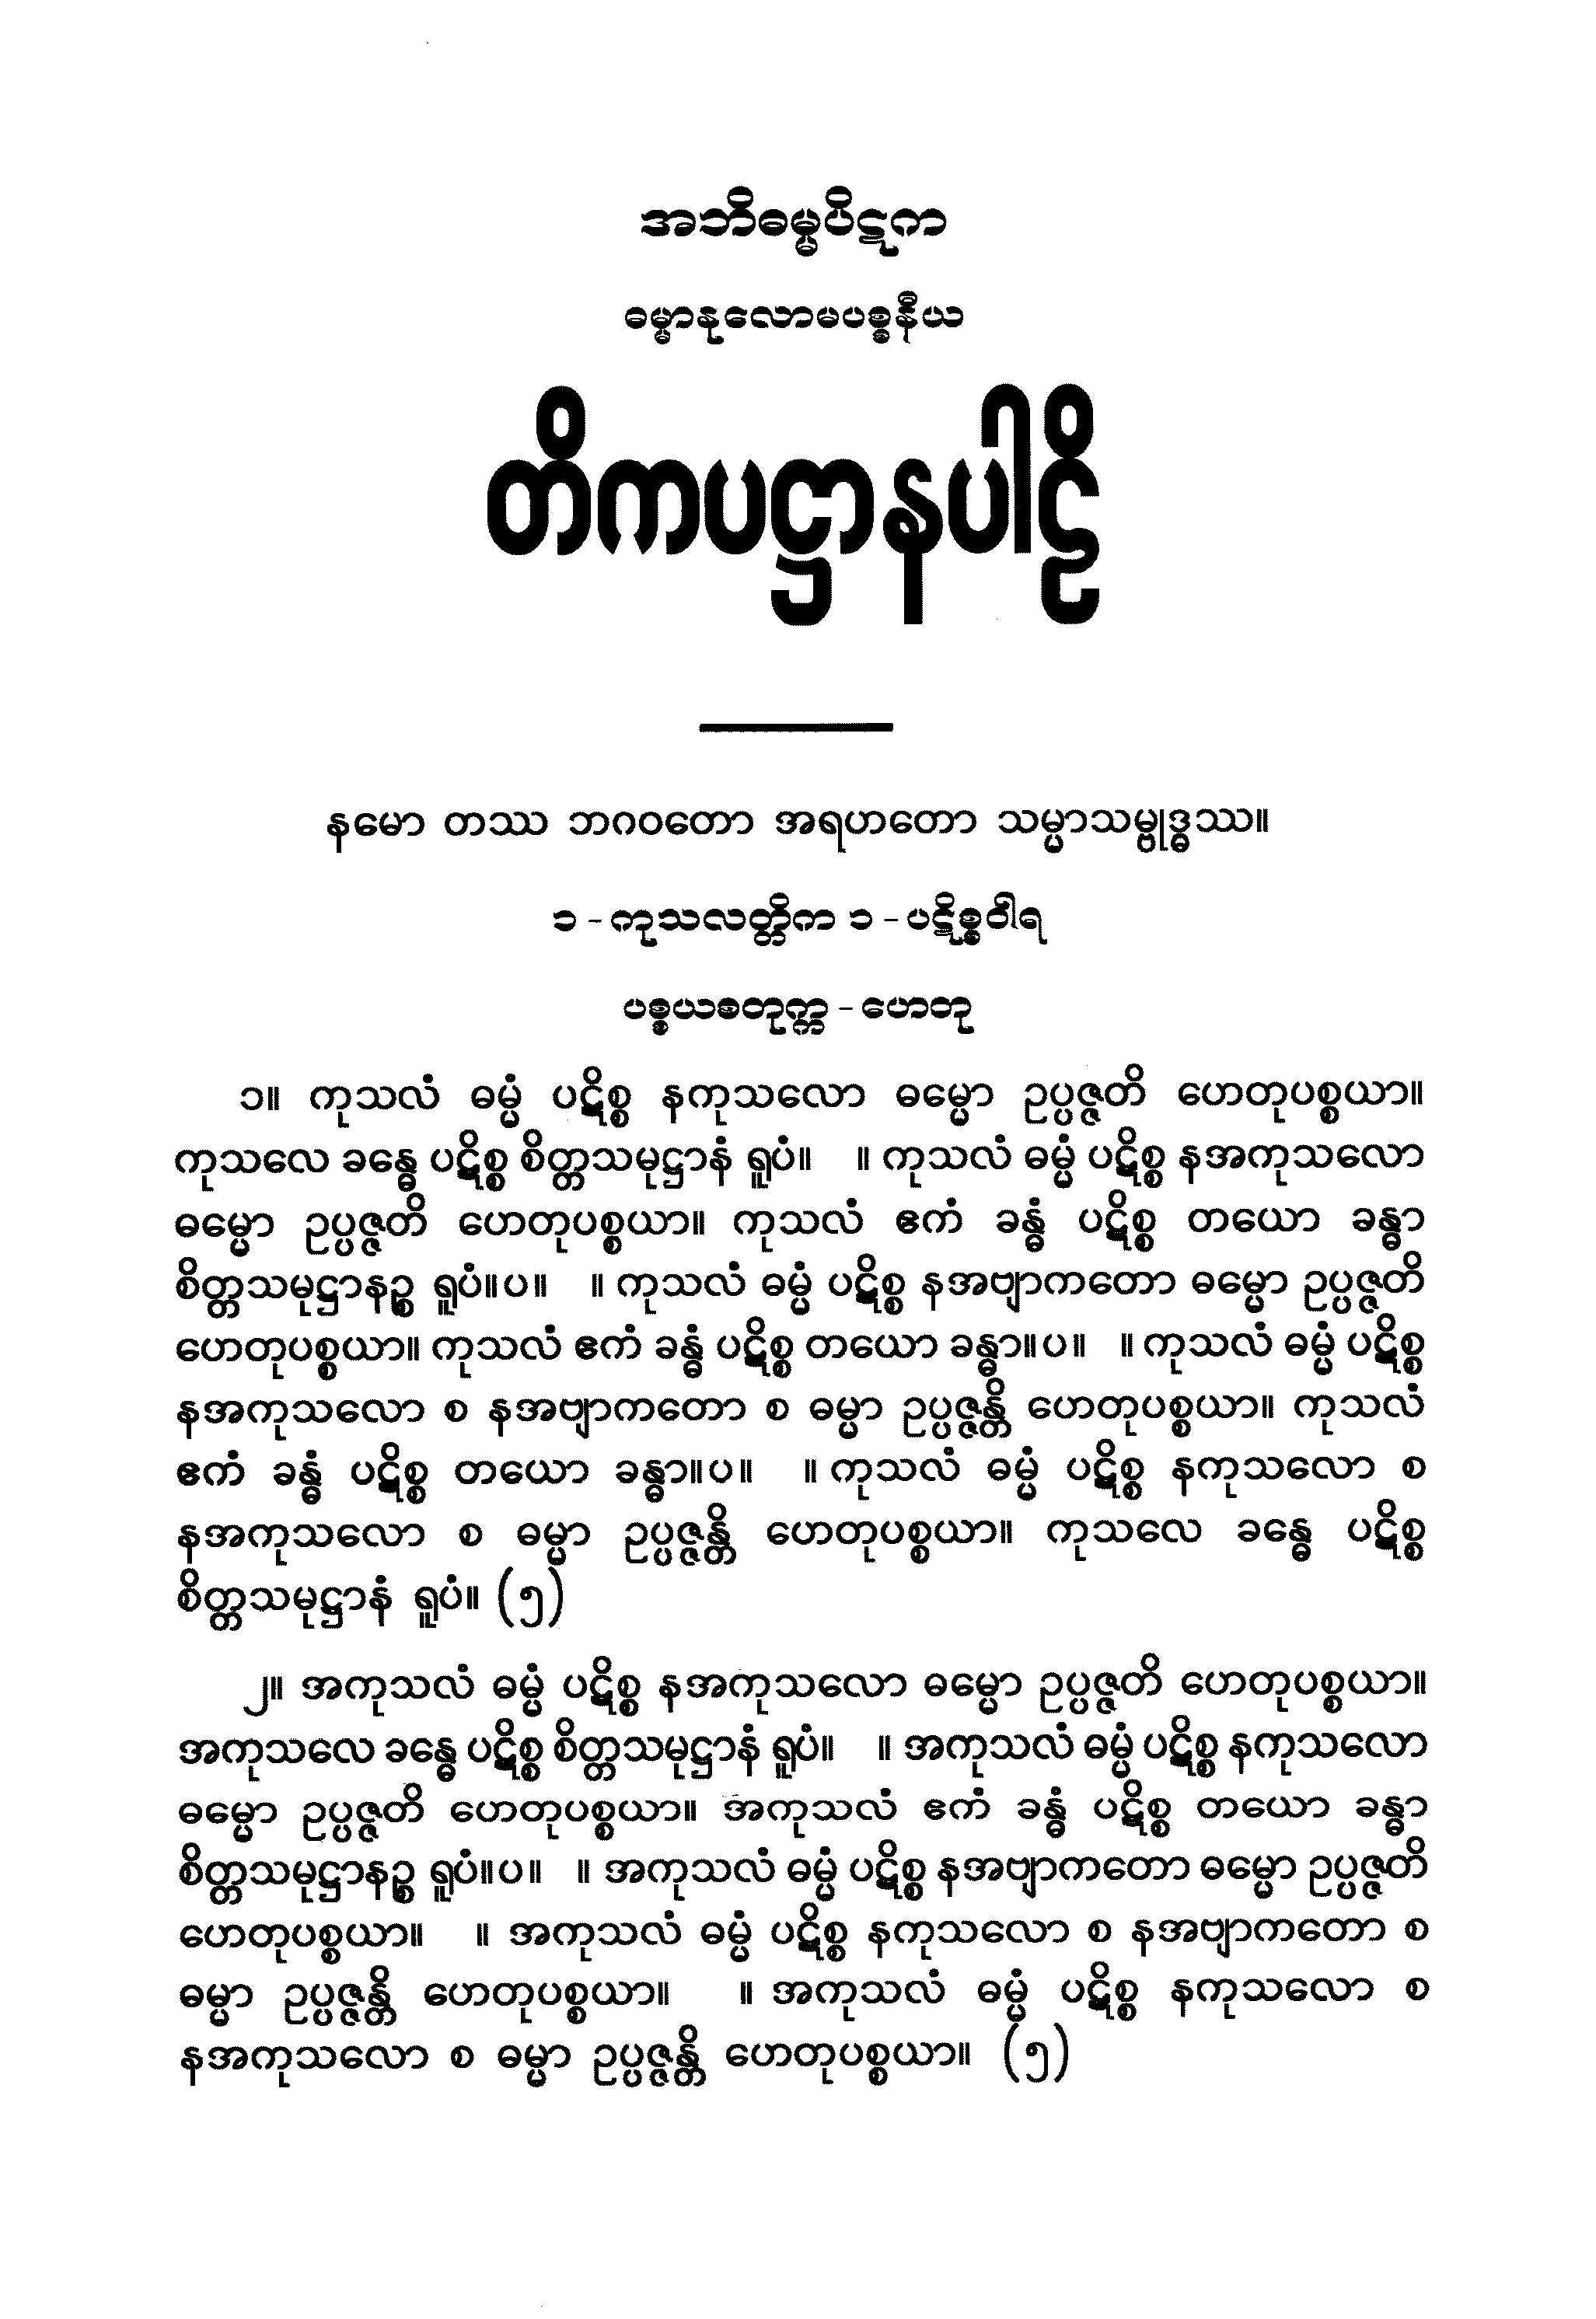 အဘိဓမ္မပိဋက
ဓမ္မာနုလောမပစ္စနီယ
တိကပဋ္ဌာနပါဠိ
နမော တဿ ဘဂဝတော အရဟတော သမ္မာသမ္ဗုဒ္ဓဿ။
၁ - ကုသလတ္တိက ၁ - ပဋိစ္စဝါရ
ပစ္စယစတုက္က - ဟေတု
၁။ ကုသလံ ဓမ္မံ ပဋိစ္စ နကုသလော ဓမ္မော ဥပ္ပဇ္ဇတိ ဟေတုပစ္စယာ။
ကုသလေ ခန္ဓေ ပဋိစ္စ စိတ္တသမုဋ္ဌာနံ ရူပံ။ ။ ကုသလံ ဓမ္မံ ပဋိစ္စ နအကုသလော
ဓမ္မော ဥပ္ပဇ္ဇတိ ဟေတုပစ္စယာ။ ကုသလံ ဧကံ ခန္ဓံ ပဋိစ္စ တယော ခန္ဓာ
စိတ္တသမုဋ္ဌာနဉ္စ ရူပံ။ပ။ ။ ကုသလံ ဓမ္မံ ပဋိစ္စ နအဗျာကတော ဓမ္မော ဥပ္ပဇ္ဇတိ
ဟေတုပစ္စယာ။ ကုသလံ ဧကံ ခန္ဓံ ပဋိစ္စ တယော ခန္ဓာ။ပ။ ။ ကုသလံ ဓမ္မံ ပဋိစ္စ
နအကုသလော စ နအဗျာကတော စ ဓမ္မာ ဥပ္ပဇ္ဇန္တိ ဟေတုပစ္စယာ။ ကုသလံ
ဧကံ ခန္ဓံ ပဋိစ္စ တယော ခန္ဓာ။ပ။ ။ ကုသလံ ဓမ္မံ ပဋိစ္စ နကုသလော စ
နအကုသလော စ ဓမ္မာ ဥပ္ပဇ္ဇန္တိ ဟေတုပစ္စယာ။ ကုသလေ ခန္ဓေ ပဋိစ္စ
စိတ္တသမုဋ္ဌာနံ ရူပံ။ (၅)
၂။ အကုသလံ ဓမ္မံ ပဋိစ္စ နအကုသလော ဓမ္မော ဥပ္ပဇ္ဇတိ ဟေတုပစ္စယာ။
အကုသလေ ခန္ဓေ ပဋိစ္စ စိတ္တသမုဋ္ဌာနံ ရူပံ။ ။ အကုသလံ ဓမ္မံ ပဋိစ္စ နကုသလော
ဓမ္မော ဥပ္ပဇ္ဇတိ ဟေတုပစ္စယာ။ အကုသလံ ဧကံ ခန္ဓံ ပဋိစ္စ တယော ခန္ဓာ
စိတ္တသမုဋ္ဌာနဉ္စ ရူပံ။ပ။ ။ အကုသလံ ဓမ္မံ ပဋိစ္စ နအဗျာကတော ဓမ္မော ဥပ္ပဇ္ဇတိ
ဟေတုပစ္စယာ။ ။ အကုသလံ ဓမ္မံ ပဋိစ္စ နကုသလော စ နအဗျာကတော စ
ဓမ္မာ ဥပ္ပဇ္ဇန္တိ ဟေတုပစ္စယာ။ ။ အကုသလံ ဓမ္မံ ပဋိစ္စ နကုသလော စ
နအကုသလော စ ဓမ္မာ ဥပ္ပဇ္ဇန္တိ ဟေတုပစ္စယာ။ (၅)